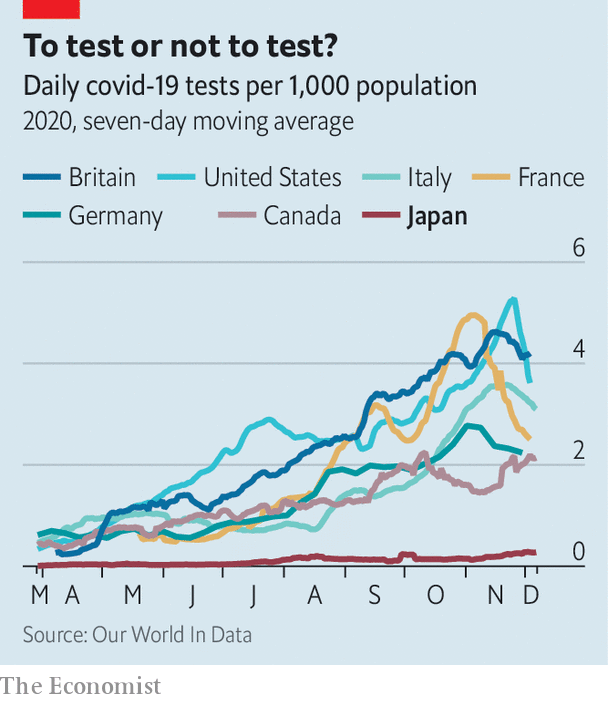 To test or not to test?
Daily covid-19 tests per 1,000 population
2020, seven-day moving average
Britain United States Italy France
Germany Canada Japan
6
4
2
0
M A M J J A S O N D
Source: Our World In Data
The Economist